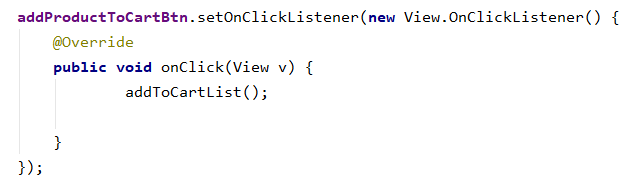 addProductToCartBtn.setOnClickListener(new View.OnClickListener() {
    @Override
    public void onClick(View v) {
            addToCartList();
    }
});